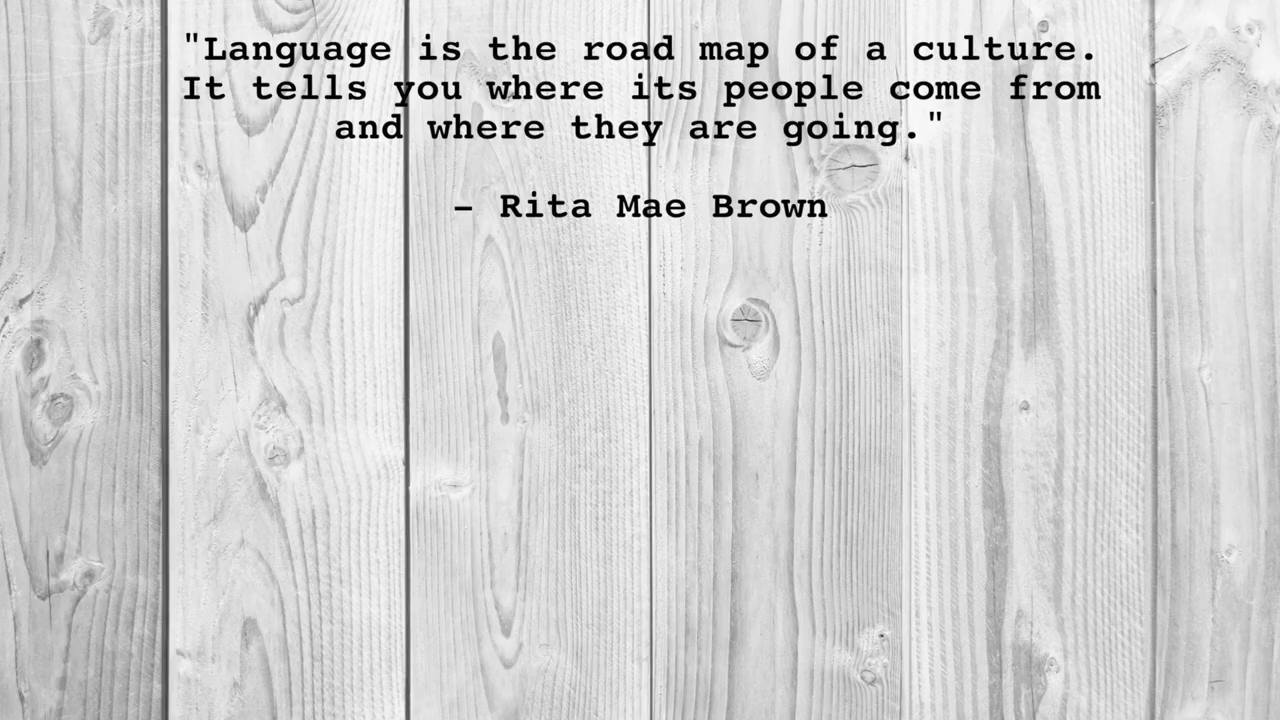 "Language is the road map of a culture.
It tells you where its people come from
and where they are going."
– Rita Mae Brown